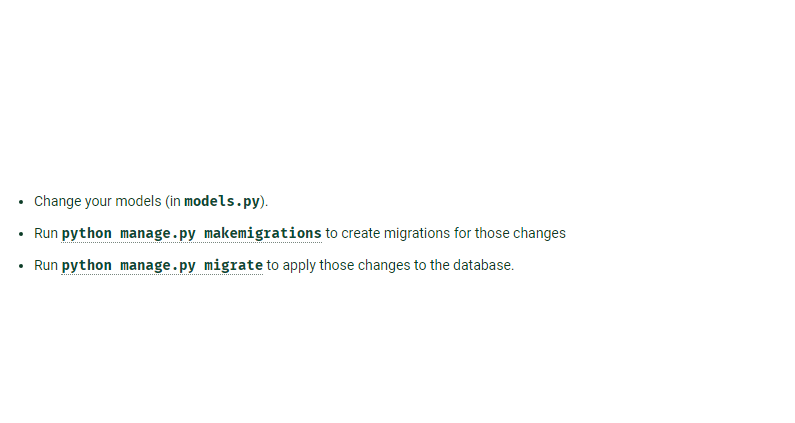 • Change your models (in models.py).
• Run python manage.py makemigrations to create migrations for those changes
• Run python manage.py migrate to apply those changes to the database.